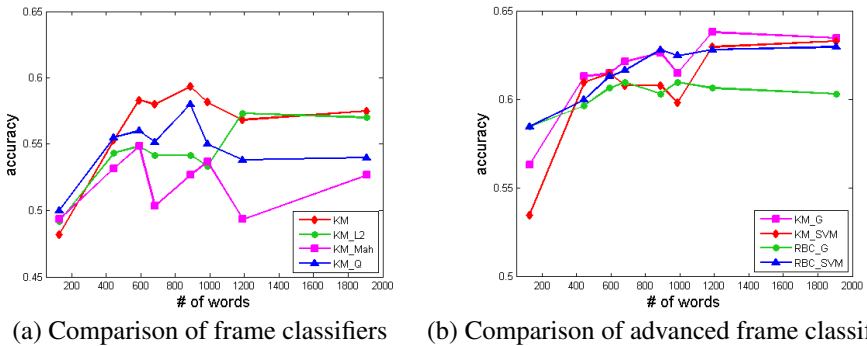 0.65
0.6
0.55
0.5
0.45
accuracy
200 400 600 800 1000 1200 1400 1600 1800 2000
# of words
KM
KM_L2
KM_Mah
KM_Q
(a) Comparison of frame classifiers
0.65
0.6
0.55
0.5
accuracy
200 400 600 800 1000 1200 1400 1600 1800 2000
# of words
KM_G
KM_SVM
RBC_G
RBC_SVM
(b) Comparison of advanced frame classifi